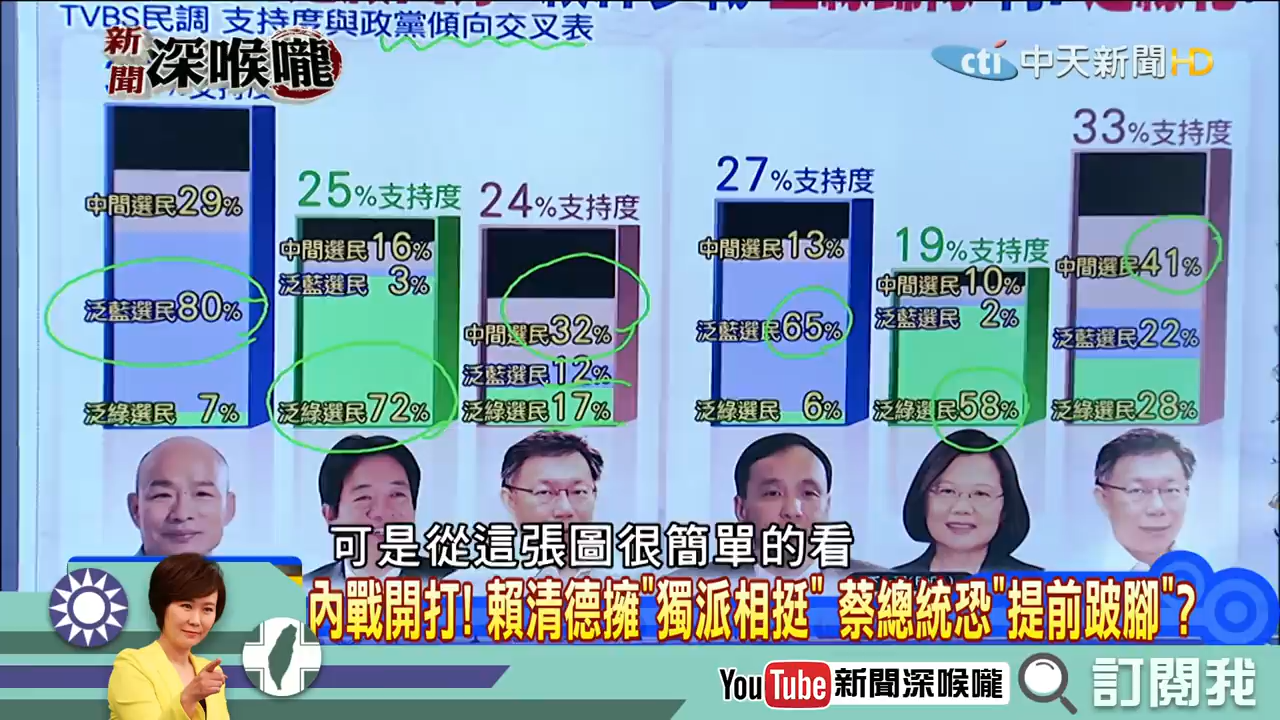 TVBS民調 支持度與政黨傾向交叉表
新聞深喉嚨
cti 中天新聞HD
中間選民29%
泛藍選民80%
泛綠選民 7%
25%支持度
中間選民16%
泛藍選民 3%
泛綠選民72%
24%支持度
中間選民32%
泛藍選民12%
泛綠選民17%
27%支持度
中間選民13%
泛藍選民65%
泛綠選民 6%
19%支持度
中間選民10%
泛藍選民 2%
泛綠選民58%
33%支持度
中間選民41%
泛藍選民22%
泛綠選民28%
可是從這張圖很簡單的看
內戰開打!賴清德擁"獨派相挺" 蔡總統恐"提前跛腳"?
YouTube 新聞深喉嚨 訂閱我